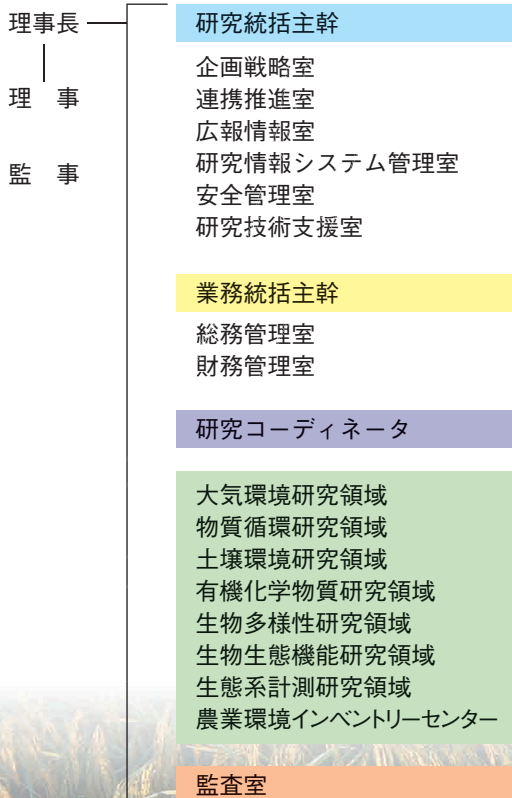 理事長
理　事
監　事
研究統括主幹
企画戦略室
連携推進室
広報情報室
研究情報システム管理室
安全管理室
研究技術支援室
業務統括主幹
総務管理室
財務管理室
研究コーディネータ
大気環境研究領域
物質循環研究領域
土壌環境研究領域
有機化学物質研究領域
生物多様性研究領域
生物生態機能研究領域
生態系計測研究領域
農業環境インベントリーセンター
監査室